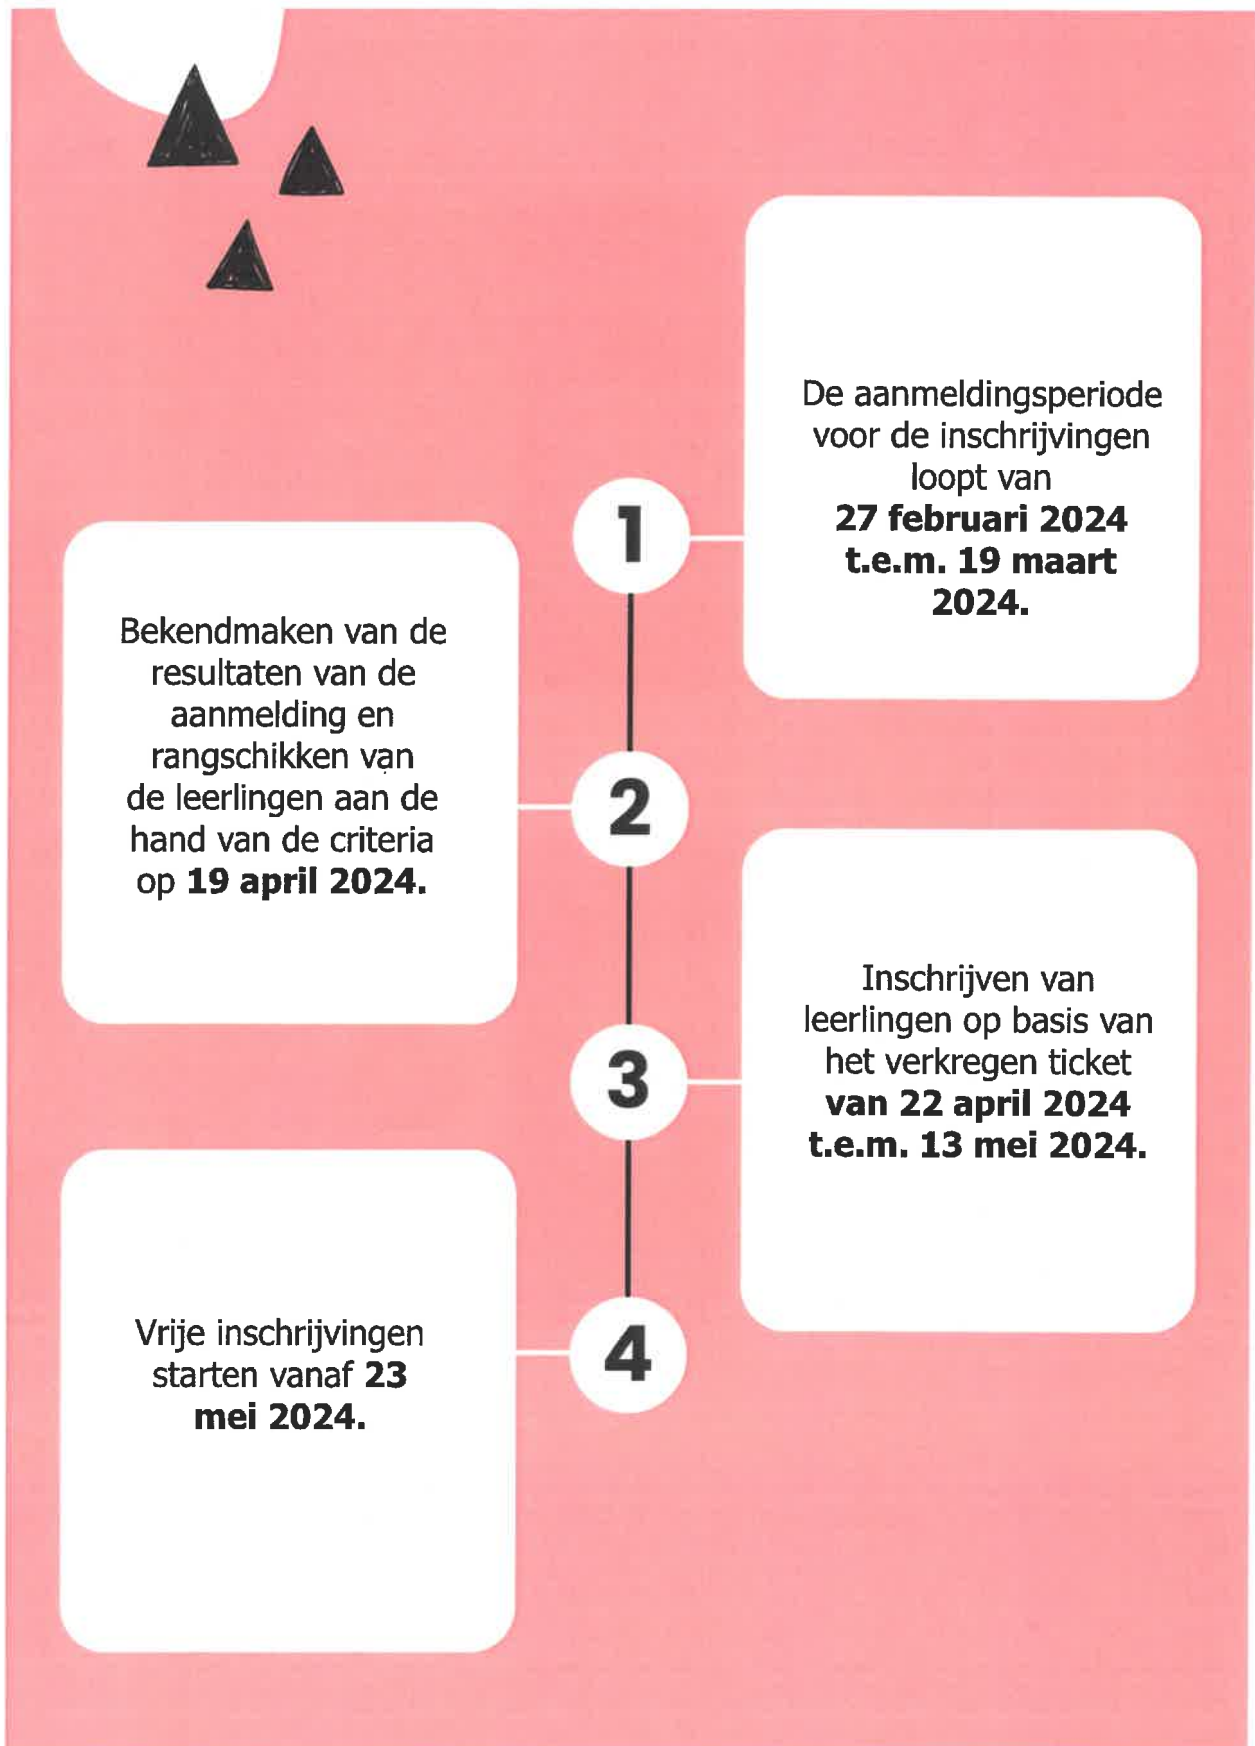 1
De aanmeldingsperiode
voor de inschrijvingen
loopt van
27 februari 2024
t.e.m. 19 maart
2024.
2
Bekendmaken van de
resultaten van de
aanmelding en
rangschikken van
de leerlingen aan de
hand van de criteria
op 19 april 2024.
3
Inschrijven van
leerlingen op basis van
het verkregen ticket
van 22 april 2024
t.e.m. 13 mei 2024.
4
Vrije inschrijvingen
starten vanaf 23
mei 2024.